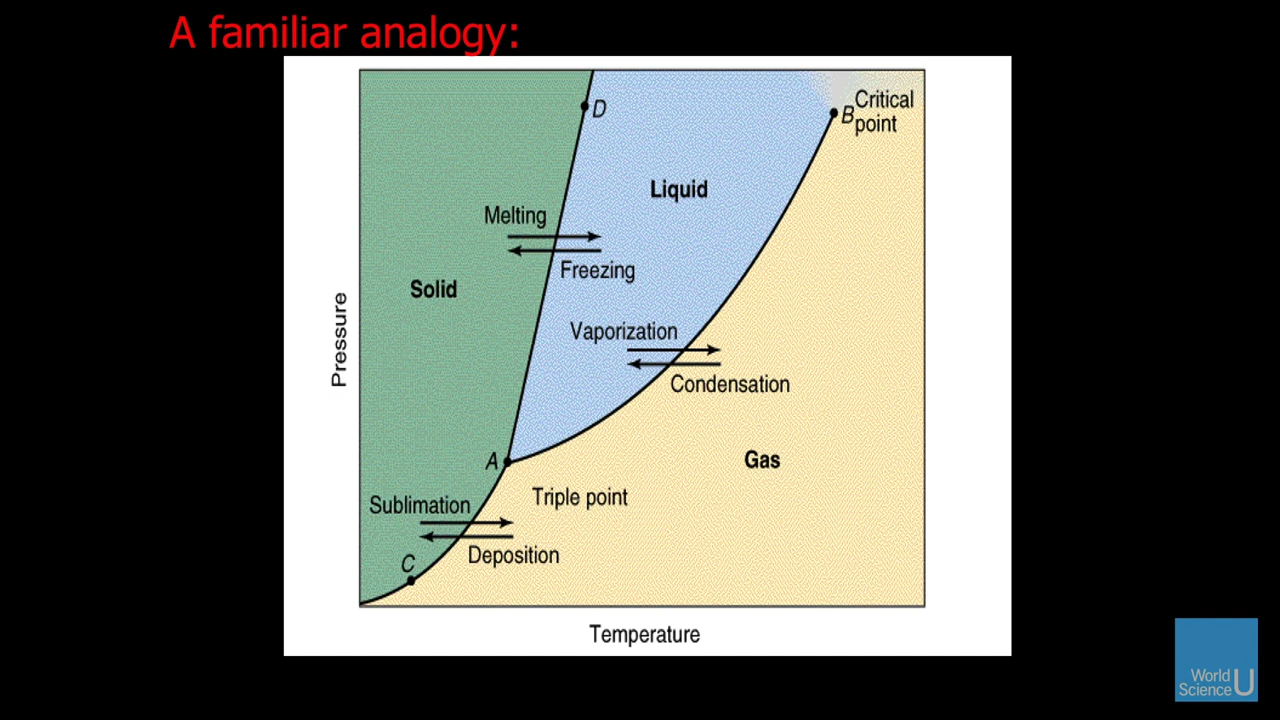 A familiar analogy:
D
B
Critical
point
Liquid
Melting
Freezing
Solid
Vaporization
Condensation
Pressure
A
Gas
Triple point
Sublimation
Deposition
C
Temperature
World
Science U